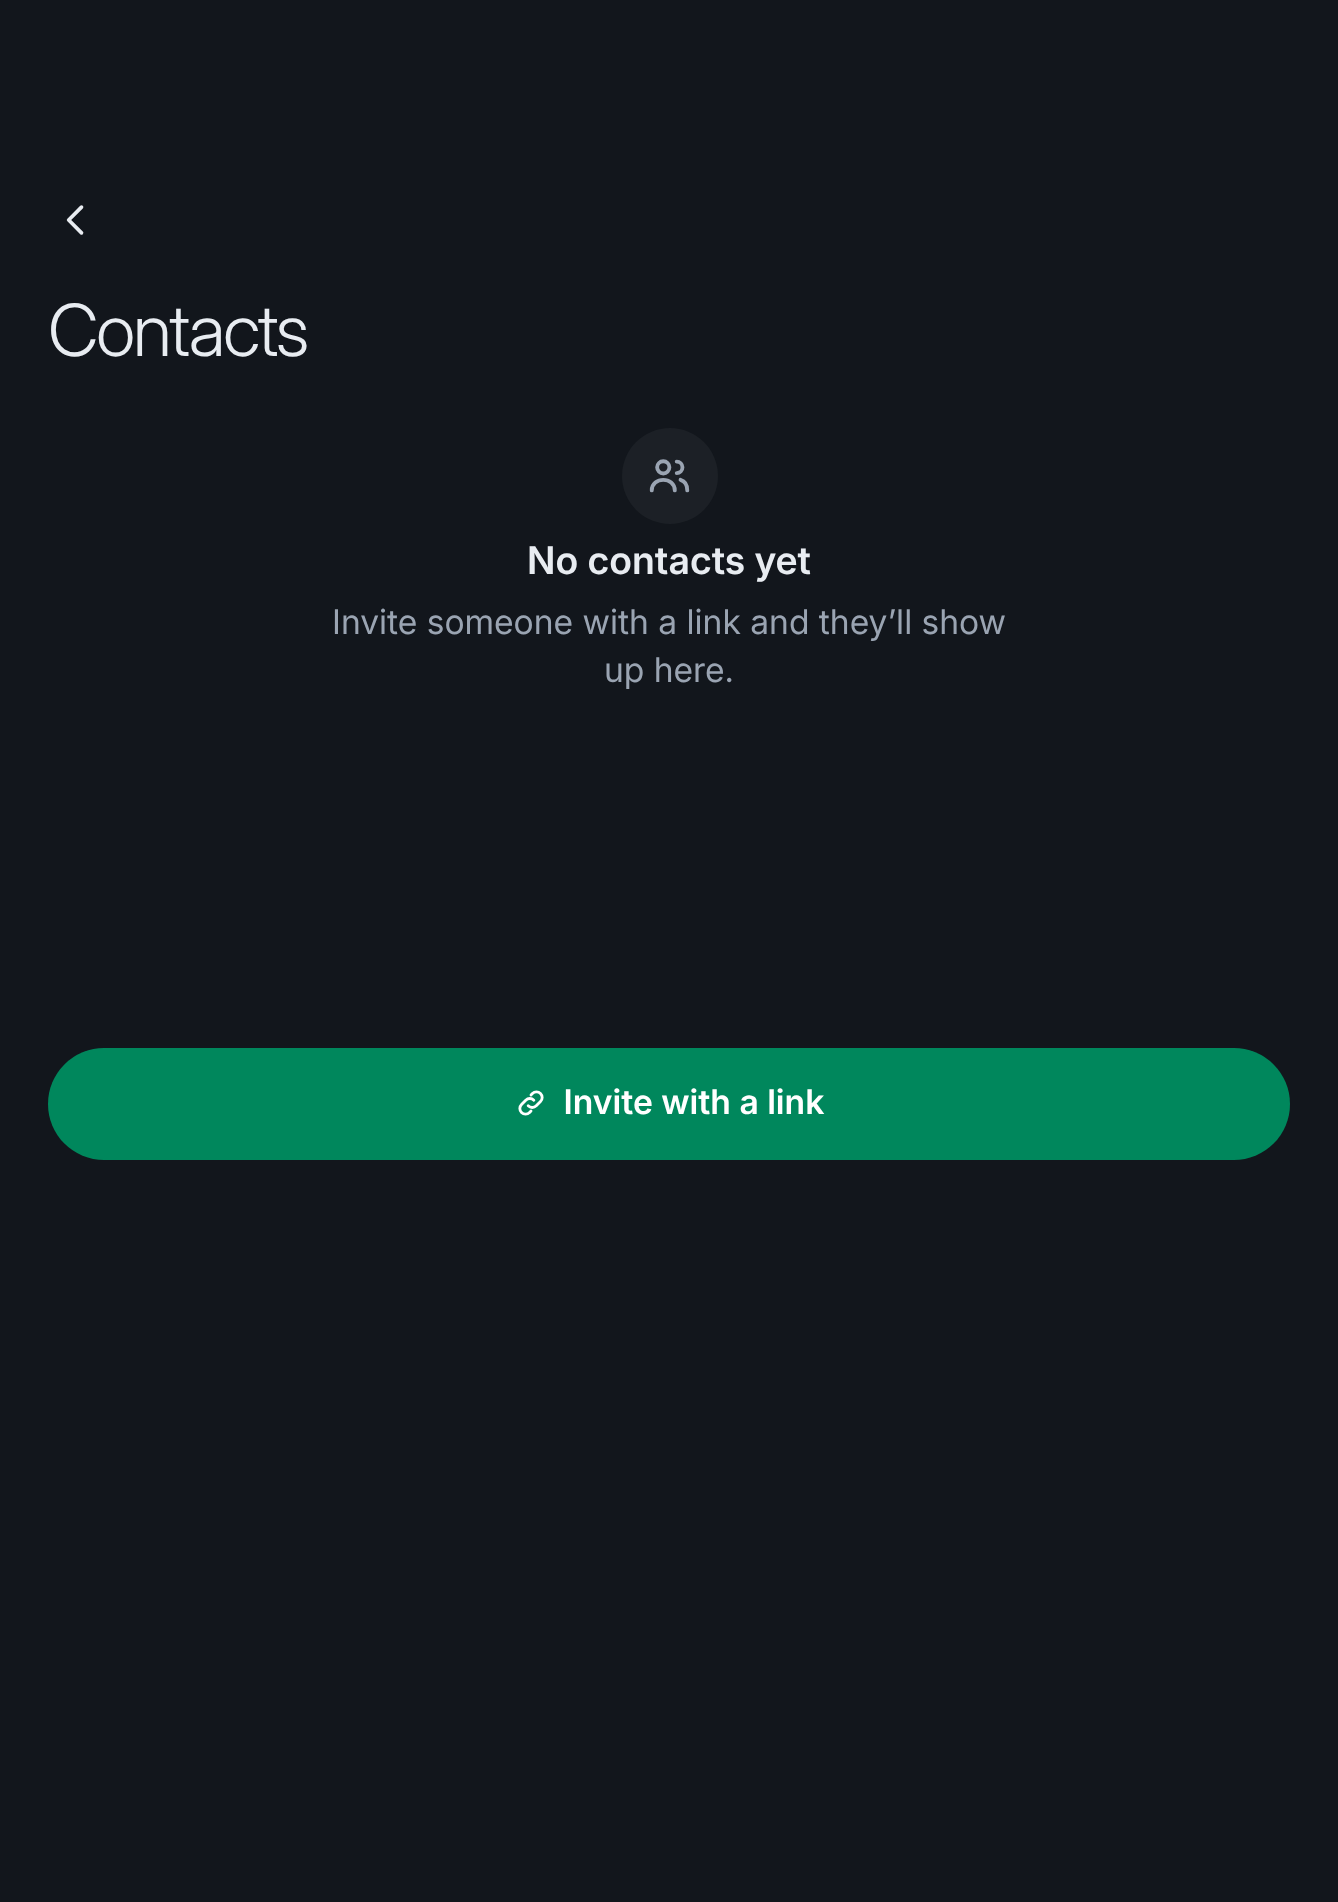 Contacts
No contacts yet
Invite someone with a link and they’ll show
up here.
Invite with a link